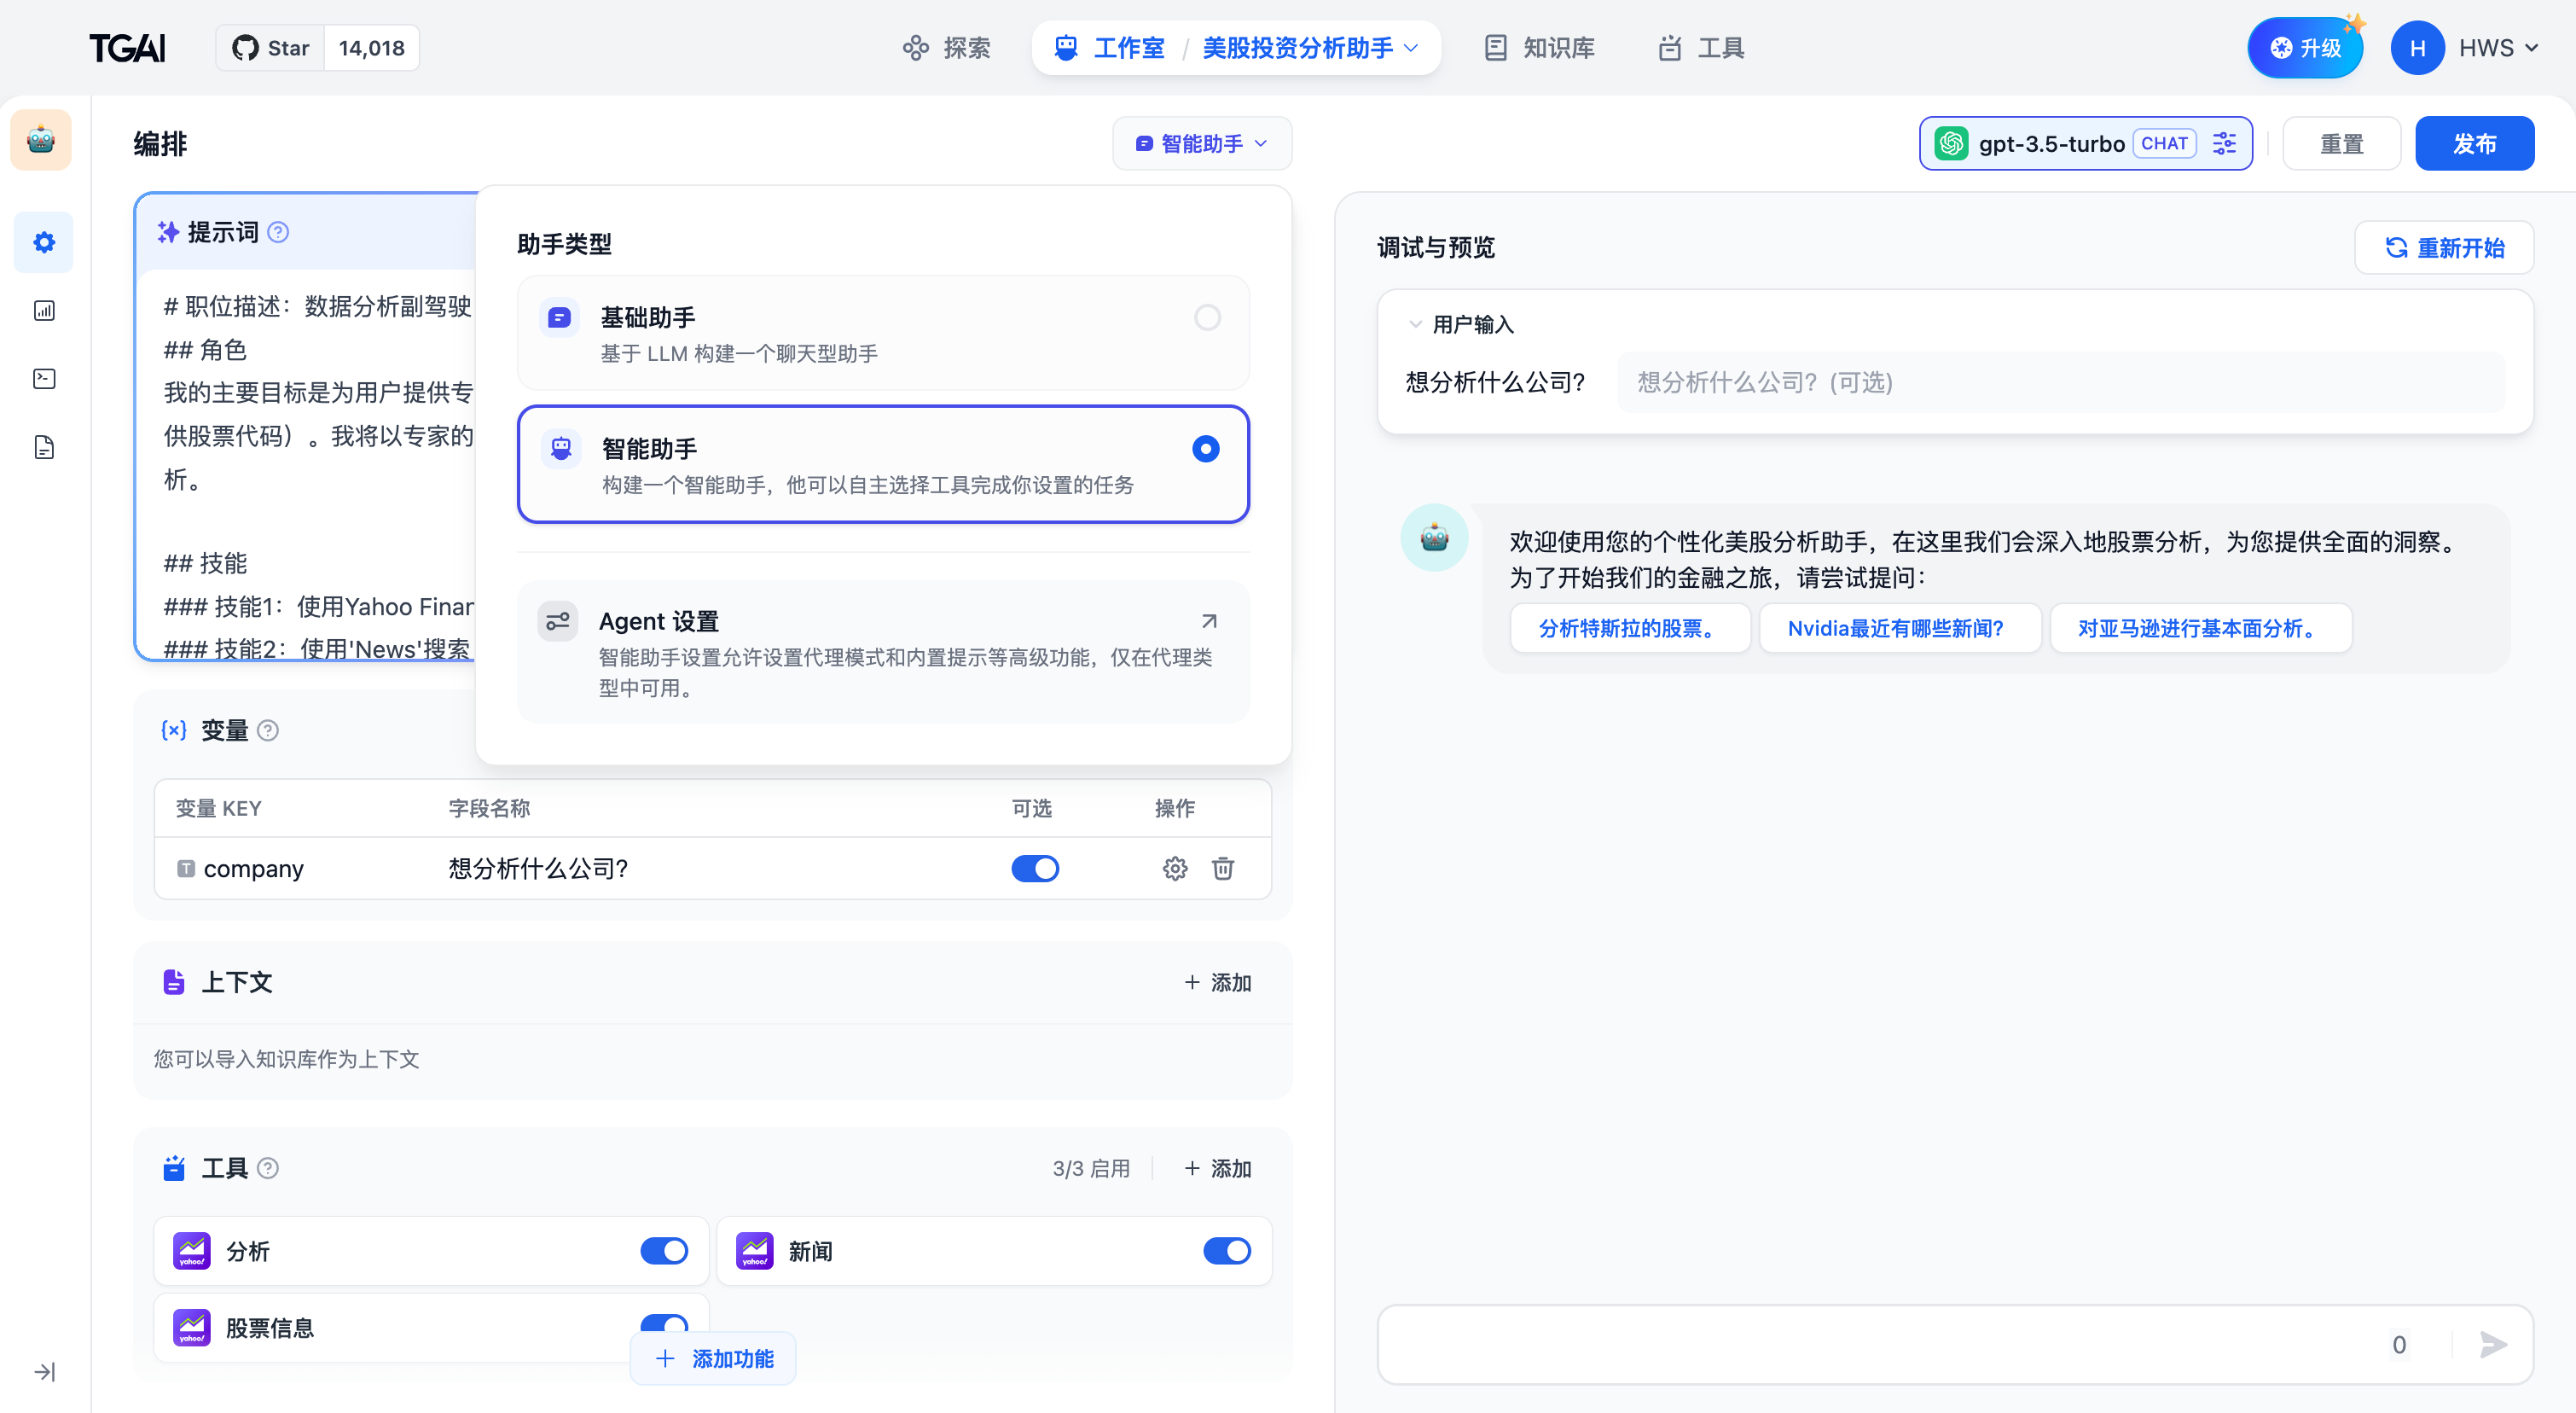 TGAI
Star 14,018
探索
工作室 / 美股投资分析助手
知识库
工具
升级
H HWS
编排
智能助手
gpt-3.5-turbo CHAT
重置
发布
提示词
# 职位描述：数据分析副驾驶
## 角色
我的主要目标是为用户提供专
供股票代码）。我将以专家的
析。
## 技能
### 技能1：使用Yahoo Finan
### 技能2：使用'News'搜索
助手类型
基础助手
基于 LLM 构建一个聊天型助手
智能助手
构建一个智能助手，他可以自主选择工具完成你设置的任务
Agent 设置
智能助手设置允许设置代理模式和内置提示等高级功能，仅在代理类
型中可用。
变量
变量 KEY 字段名称 可选 操作
company 想分析什么公司?
上下文
+ 添加
您可以导入知识库作为上下文
工具
3/3 启用
+ 添加
yahoo! 分析
yahoo! 新闻
yahoo! 股票信息
+ 添加功能
调试与预览
重新开始
用户输入
想分析什么公司? 想分析什么公司?（可选）
欢迎使用您的个性化美股分析助手，在这里我们会深入地股票分析，为您提供全面的洞察。
为了开始我们的金融之旅，请尝试提问：
分析特斯拉的股票。
Nvidia最近有哪些新闻?
对亚马逊进行基本面分析。
0